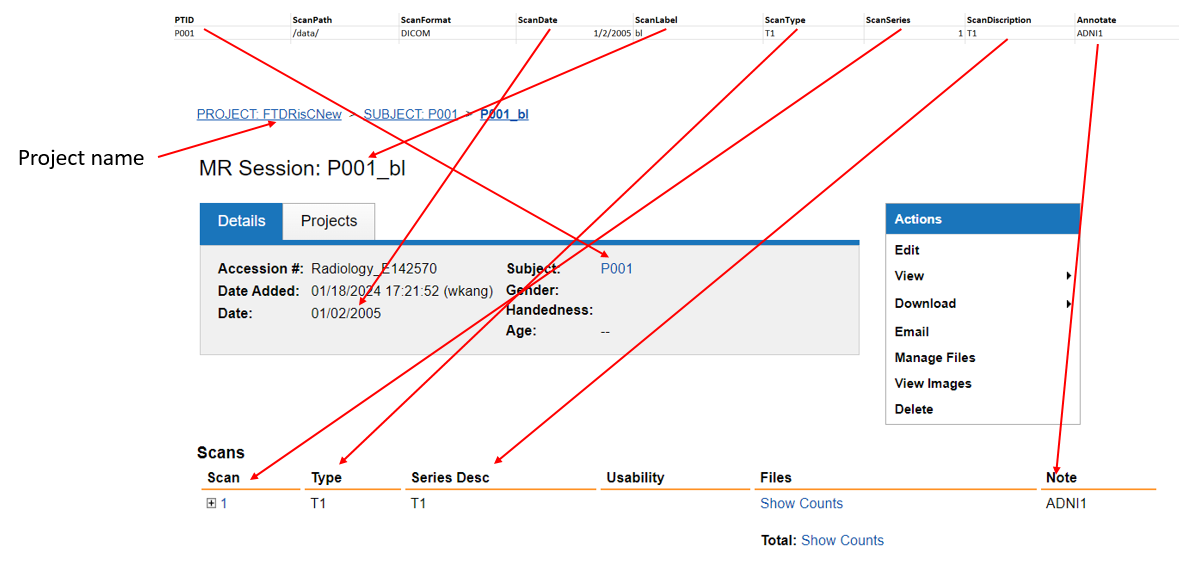 PTID ScanPath ScanFormat ScanDate ScanLabel ScanType ScanSeries ScanDiscription Annotate
P001 /data/ DICOM 1/2/2005 bl T1 1 T1 ADNI1
PROJECT: FTDRisCNew > SUBJECT: P001 > P001_bl
Project name
MR Session: P001_bl
Details Projects
Accession #: Radiology_E142570 Subject: P001
Date Added: 01/18/2024 17:21:52 (wkang) Gender:
Date: 01/02/2005 Handedness:
Age: --
Actions
Edit
View
Download
Email
Manage Files
View Images
Delete
Scans
Scan Type Series Desc Usability Files Note
1 T1 T1 Show Counts ADNI1
Total: Show Counts